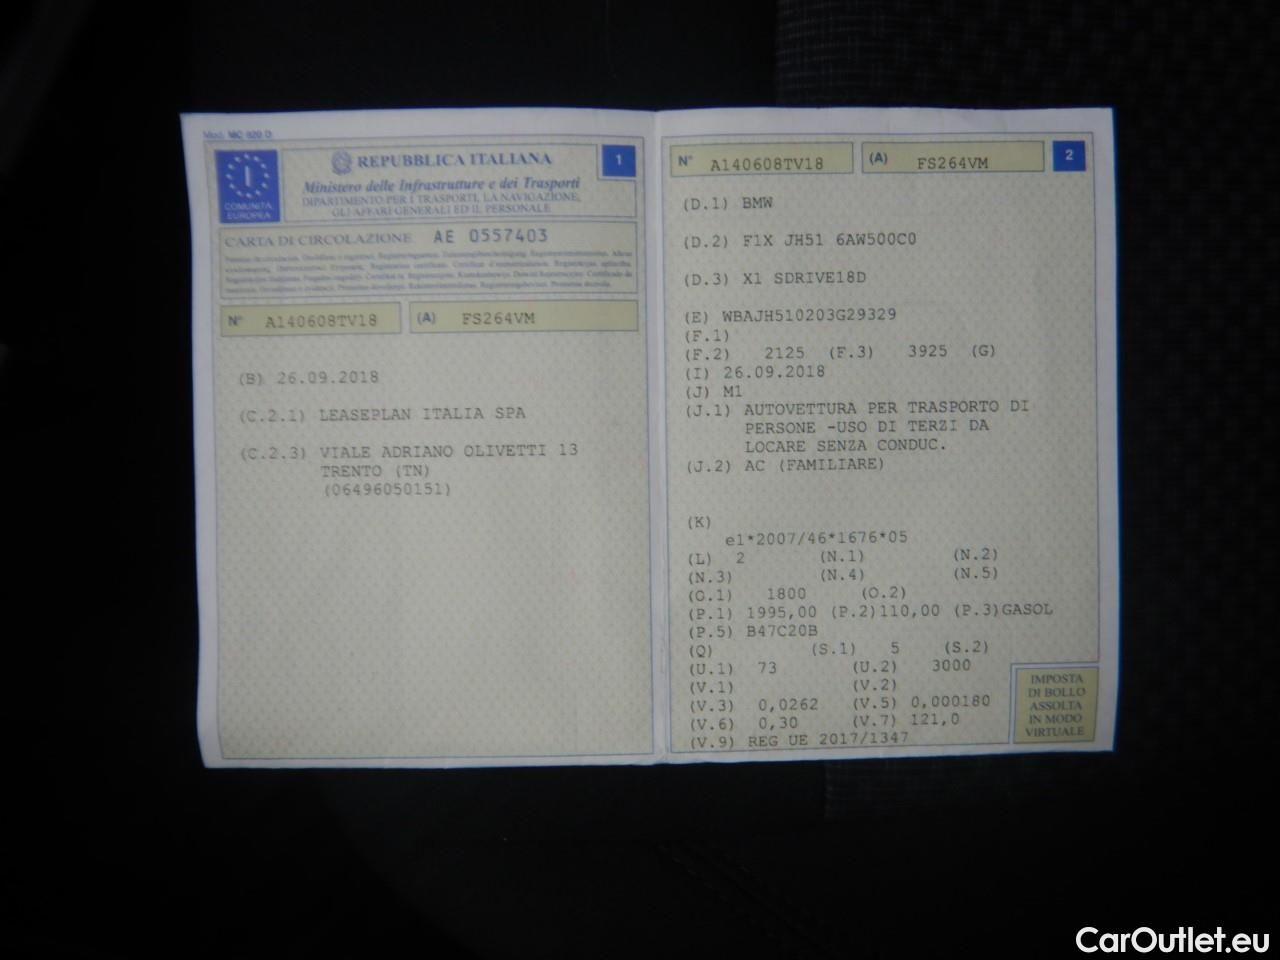 Mod. MC 820 D
REPUBBLICA ITALIANA
1
Ministero delle Infrastrutture e dei Trasporti
DIPARTIMENTO PER I TRASPORTI, LA NAVIGAZIONE,
GLI AFFARI GENERALI ED IL PERSONALE
I
COMUNITA' EUROPEA
CARTA DI CIRCOLAZIONE AE 0557403
N° A140608TV18 (A) FS264VM
(B) 26.09.2018
(C.2.1) LEASEPLAN ITALIA SPA
(C.2.3) VIALE ADRIANO OLIVETTI 13
TRENTO (TN)
(06496050151)
N° A140608TV18 (A) FS264VM 2
(D.1) BMW
(D.2) F1X JH51 6AW500C0
(D.3) X1 SDRIVE18D
(E) WBAJH510203G29329
(F.1)
(F.2) 2125 (F.3) 3925 (G)
(I) 26.09.2018
(J) M1
(J.1) AUTOVETTURA PER TRASPORTO DI
PERSONE -USO DI TERZI DA
LOCARE SENZA CONDUC.
(J.2) AC (FAMILIARE)
(K)
e1*2007/46*1676*05
(L) 2 (N.1) (N.2)
(N.3) (N.4) (N.5)
(O.1) 1800 (O.2)
(P.1) 1995,00 (P.2)110,00 (P.3)GASOL
(P.5) B47C20B
(Q) (S.1) 5 (S.2)
(U.1) 73 (U.2) 3000
(V.1) (V.2)
(V.3) 0,0262 (V.5) 0,000180
(V.6) 0,30 (V.7) 121,0
(V.9) REG UE 2017/1347
IMPOSTA
DI BOLLO
ASSOLTA
IN MODO
VIRTUALE
CarOutlet.eu